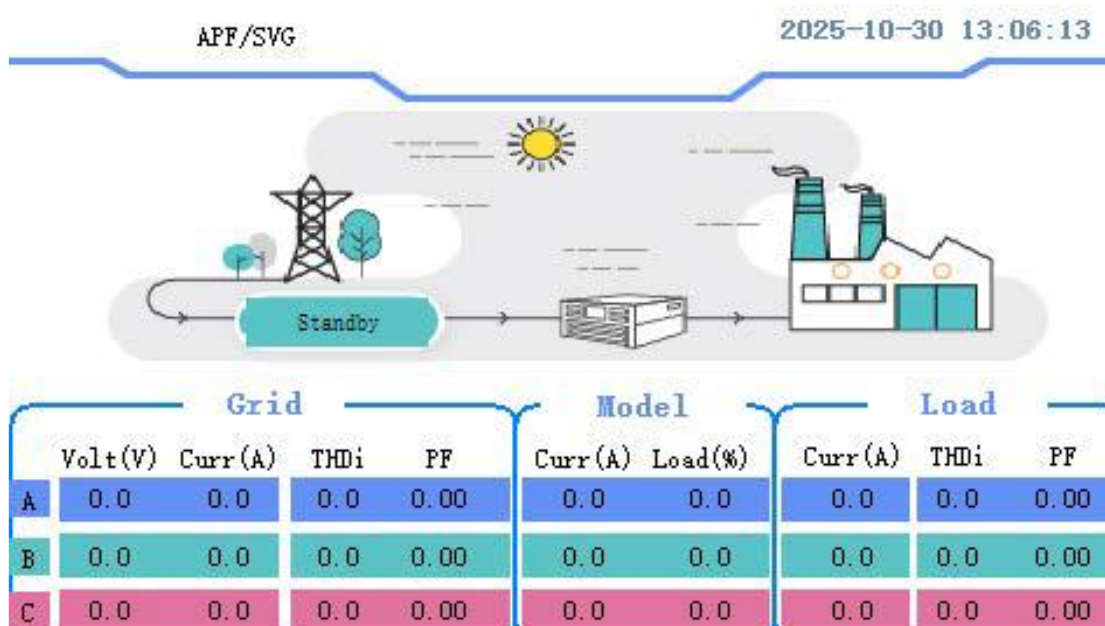 APF/SVG 2025-10-30 13:06:13
Standby
Grid Model Load
Volt(V) Curr(A) THDi PF Curr(A) Load(%) Curr(A) THDi PF
A 0.0 0.0 0.0 0.00 0.0 0.0 0.0 0.0 0.00
B 0.0 0.0 0.0 0.00 0.0 0.0 0.0 0.0 0.00
C 0.0 0.0 0.0 0.00 0.0 0.0 0.0 0.0 0.00